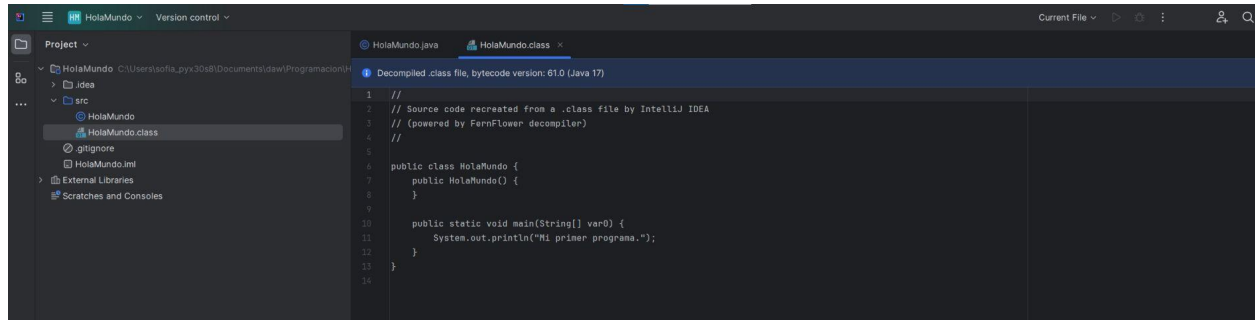 HM HolaMundo Version control Current File
Project
HolaMundo.java HolaMundo.class
HolaMundo C:\Users\sofia_pyx30s8\Documents\daw\Programacion\H
Decompiled .class file, bytecode version: 61.0 (Java 17)
.idea
src
HolaMundo
HolaMundo.class
.gitignore
HolaMundo.iml
External Libraries
Scratches and Consoles
1 //
2 // Source code recreated from a .class file by IntelliJ IDEA
3 // (powered by FernFlower decompiler)
4 //
5
6 public class HolaMundo {
7 public HolaMundo() {
8 }
9
10 public static void main(String[] var0) {
11 System.out.println("Mi primer programa.");
12 }
13 }
14